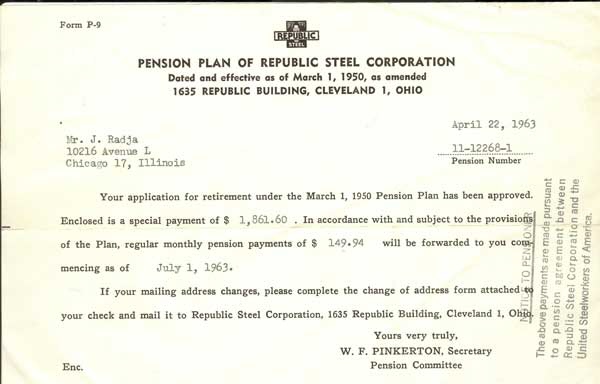 Form P-9
REPUBLIC
STEEL
PENSION PLAN OF REPUBLIC STEEL CORPORATION
Dated and effective as of March 1, 1950, as amended
1635 REPUBLIC BUILDING, CLEVELAND 1, OHIO
April 22, 1963
Mr. J. Radja
10216 Avenue L
Chicago 17, Illinois
11-12268-1
Pension Number
Your application for retirement under the March 1, 1950 Pension Plan has been approved.
Enclosed is a special payment of $ 1,861.60 . In accordance with and subject to the provisions
of the Plan, regular monthly pension payments of $ 149.94 will be forwarded to you com-
mencing as of July 1, 1963.
If your mailing address changes, please complete the change of address form attached to
your check and mail it to Republic Steel Corporation, 1635 Republic Building, Cleveland 1, Ohio.
Yours very truly,
W. F. PINKERTON, Secretary
Pension Committee
Enc.
NOTICE TO PENSIONER
The above payments are made pursuant
to a pension agreement between
Republic Steel Corporation and the
United Steelworkers of America.